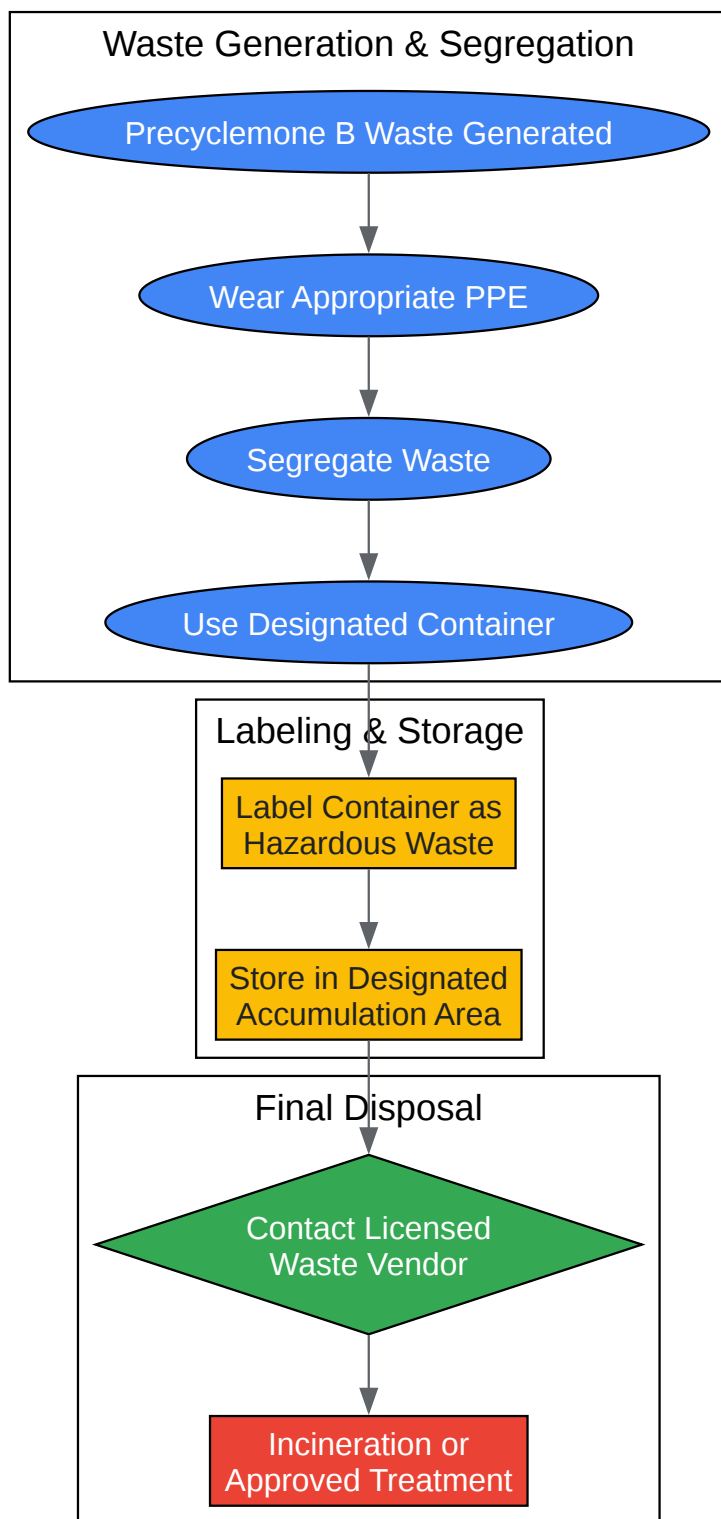 Waste Generation & Segregation
Precyclemone B Waste Generated
Wear Appropriate PPE
Segregate Waste
Use Designated Container
Labeling & Storage
Label Container as
Hazardous Waste
Store in Designated
Accumulation Area
Final Disposal
Contact Licensed
Waste Vendor
Incineration or
Approved Treatment